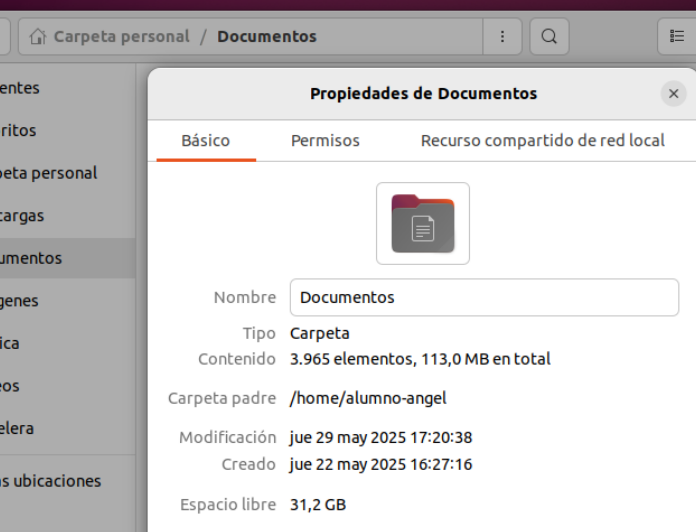 Carpeta personal / Documentos
entes
ritos
peta personal
cargas
umentos
genes
ica
eos
elera
as ubicaciones
Propiedades de Documentos
Básico Permisos Recurso compartido de red local
Nombre Documentos
Tipo Carpeta
Contenido 3.965 elementos, 113,0 MB en total
Carpeta padre /home/alumno-angel
Modificación jue 29 may 2025 17:20:38
Creado jue 22 may 2025 16:27:16
Espacio libre 31,2 GB